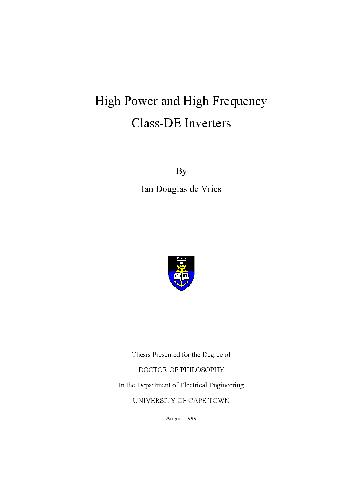 High Power and High Frequency
Class-DE Inverters
By
Ian Douglas de Vries
Thesis Presented for the Degree of
DOCTOR OF PHILOSOPHY
In the Department of Electrical Engineering
UNIVERSITY OF CAPE TOWN